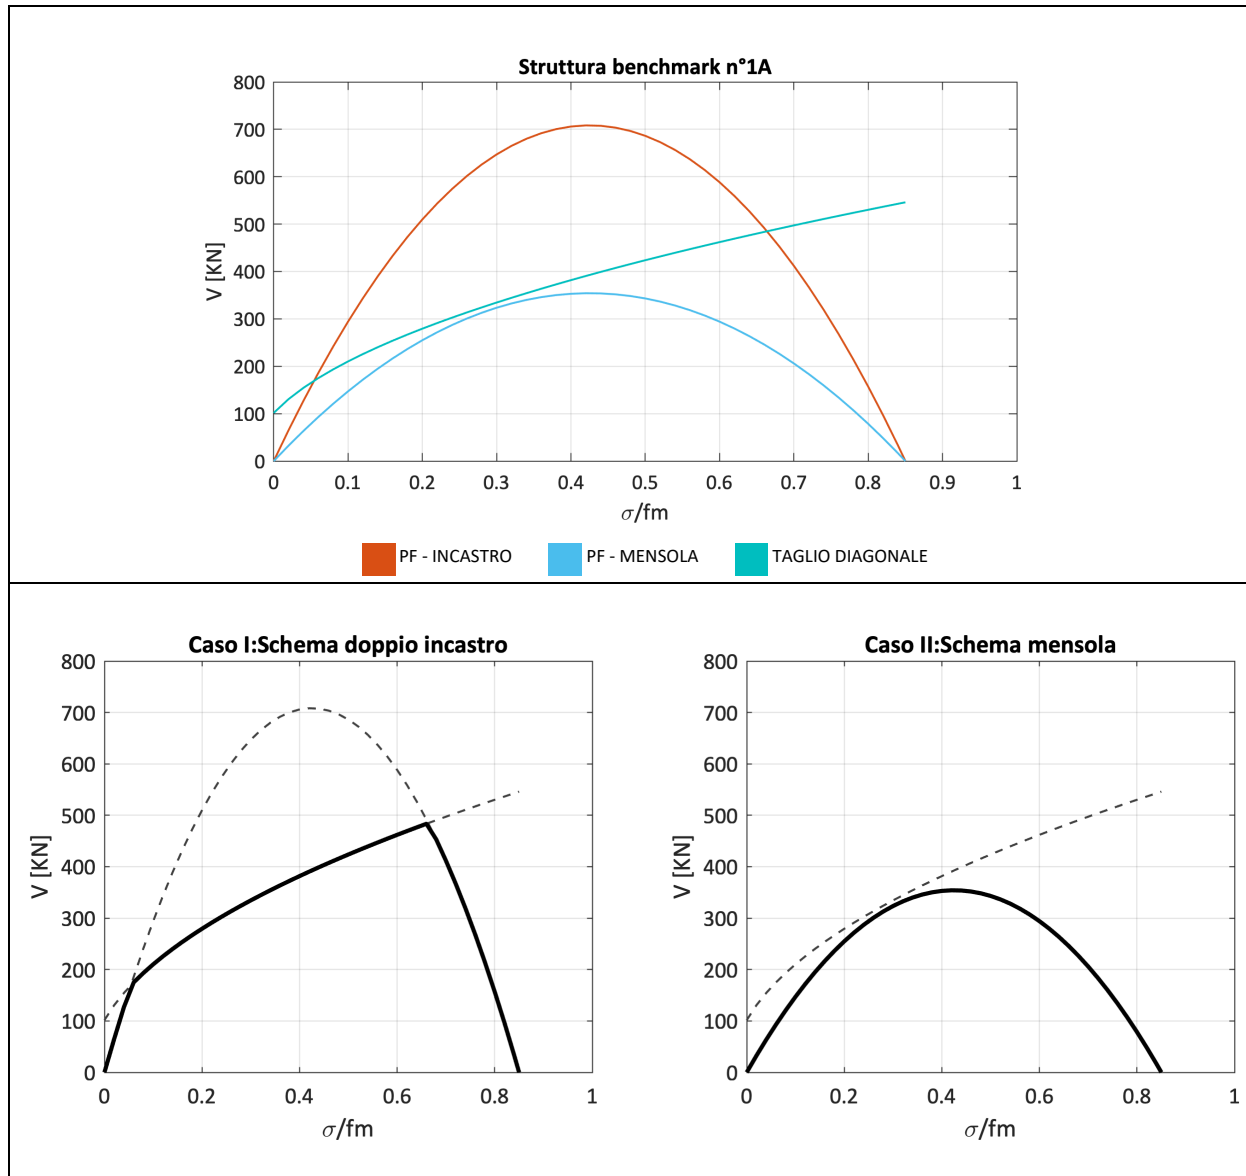 Struttura benchmark n°1A
800
700
600
500
400
300
200
100
0
V [KN]
0 0.1 0.2 0.3 0.4 0.5 0.6 0.7 0.8 0.9 1
σ/fm
PF - INCASTRO PF - MENSOLA TAGLIO DIAGONALE
Caso I:Schema doppio incastro
800
700
600
500
400
300
200
100
0
V [KN]
0 0.2 0.4 0.6 0.8 1
σ/fm
Caso II:Schema mensola
800
700
600
500
400
300
200
100
0
V [KN]
0 0.2 0.4 0.6 0.8 1
σ/fm